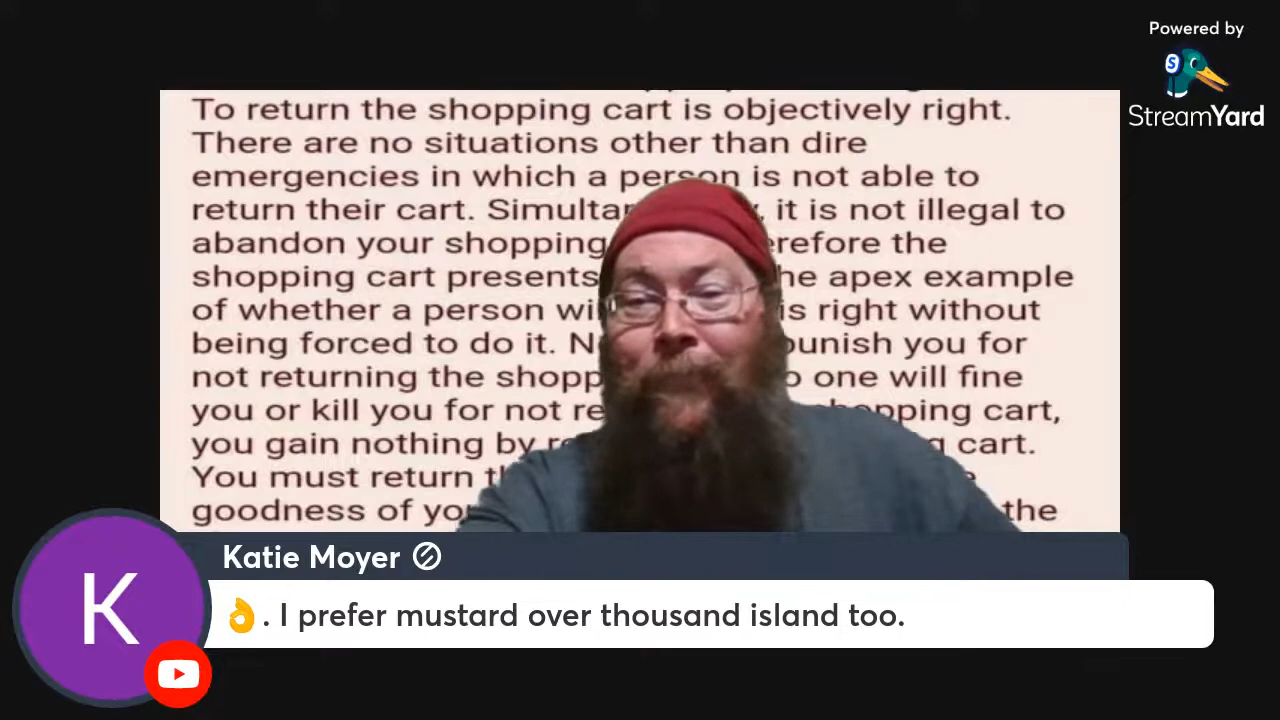 Powered by
StreamYard
To return the shopping cart is objectively right.
There are no situations other than dire
emergencies in which a person is not able to
return their cart. it is not illegal to
abandon your shopping the
shopping cart presents apex example
of whether a person is right without
being forced to do it. punish you for
not returning the one will fine
you or kill you for not shopping cart,
you gain nothing by cart.
You must return
goodness of the
Katie Moyer
👌. I prefer mustard over thousand island too.
K